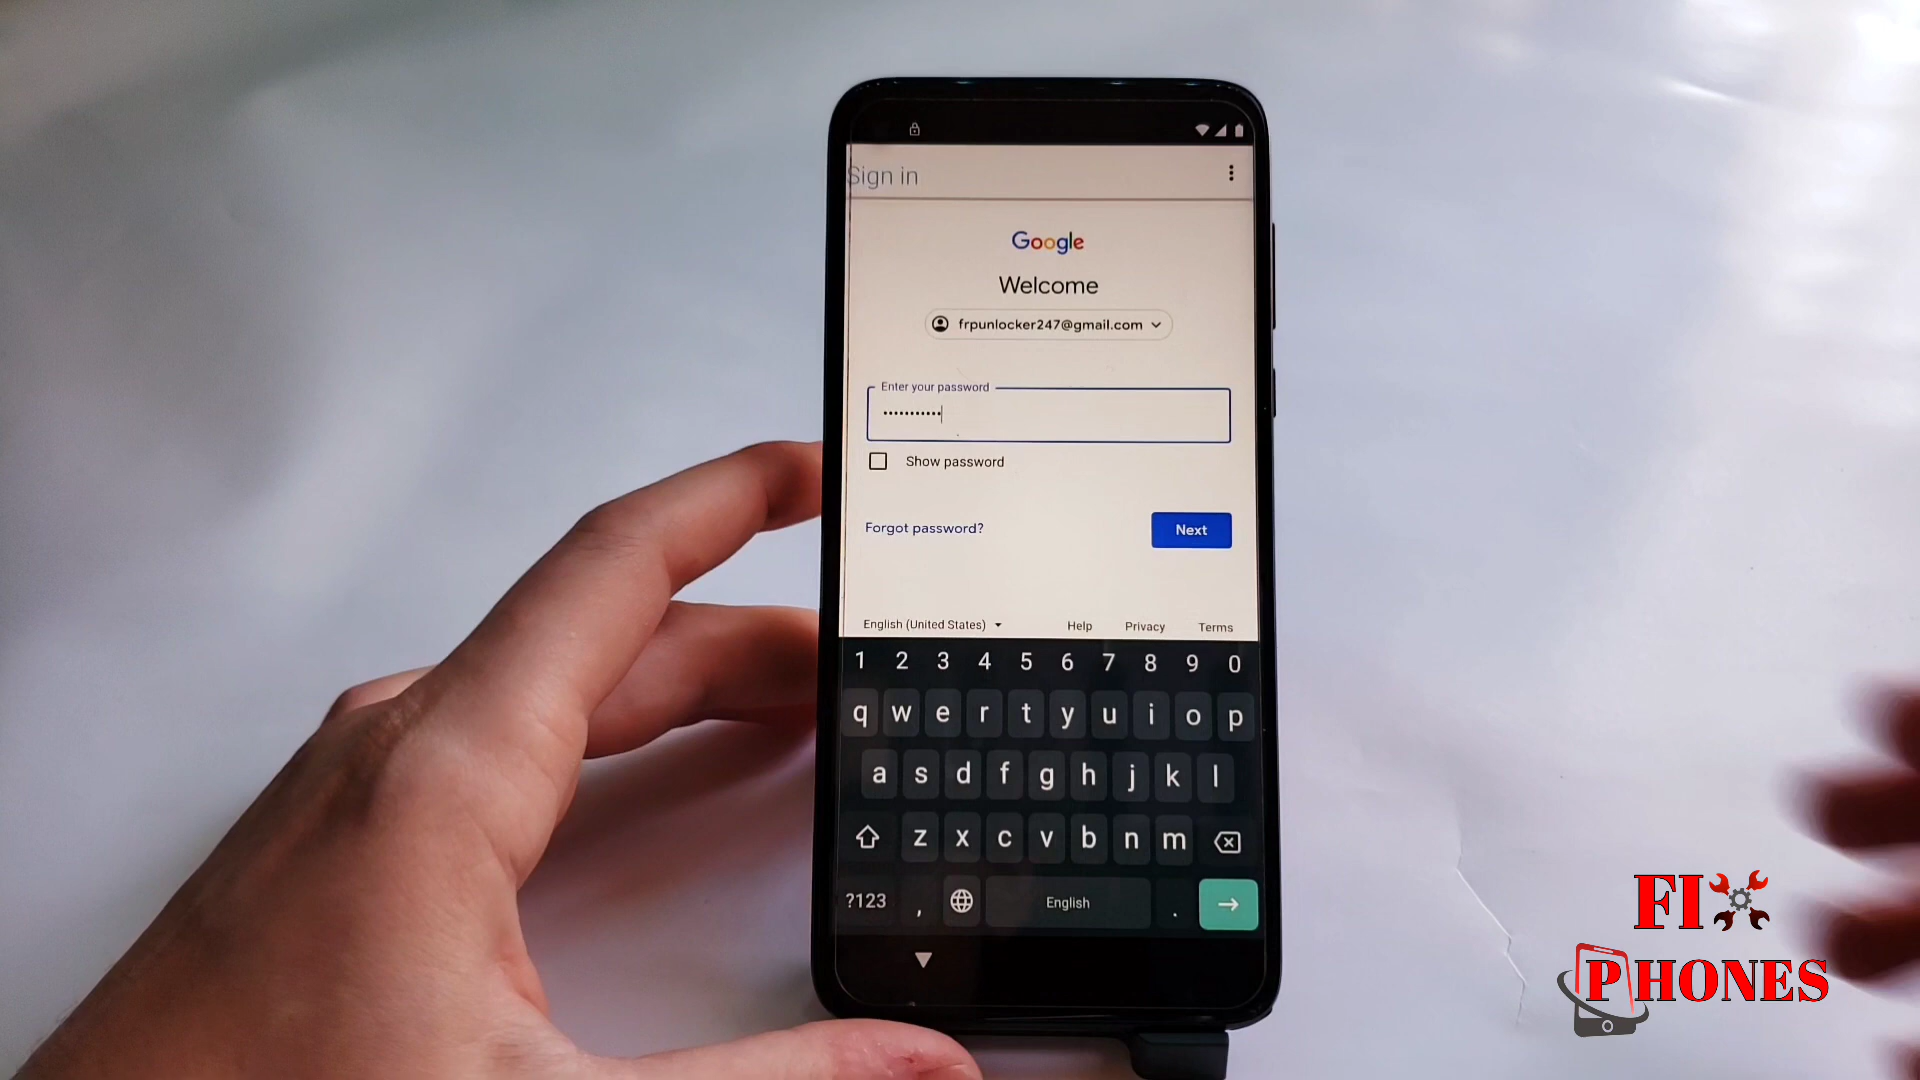 Sign in
Google
Welcome
frpunlocker247@gmail.com
Enter your password
•••••••••••
Show password
Forgot password?
Next
English (United States)
Help Privacy Terms
1 2 3 4 5 6 7 8 9 0
q w e r t y u i o p
a s d f g h j k l
z x c v b n m
?123 , English .
FIX
PHONES